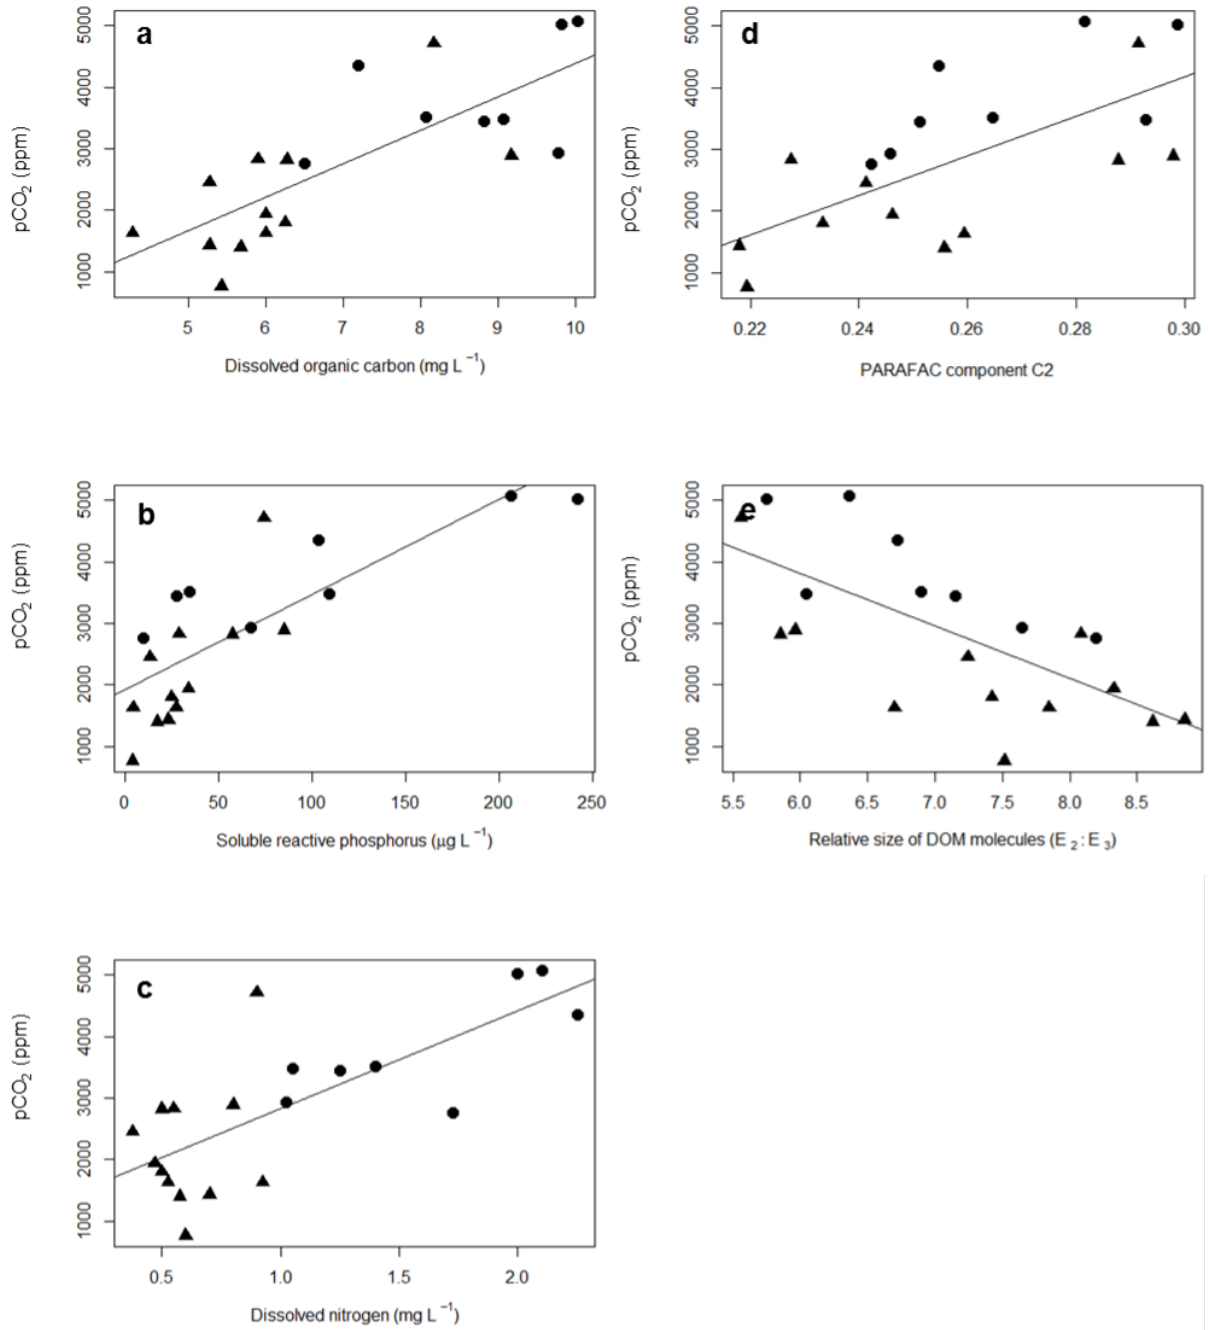 a
pCO2 (ppm)
1000 2000 3000 4000 5000
5 6 7 8 9 10
Dissolved organic carbon (mg L −1)
d
pCO2 (ppm)
1000 2000 3000 4000 5000
0.22 0.24 0.26 0.28 0.30
PARAFAC component C2
b
pCO2 (ppm)
1000 2000 3000 4000 5000
0 50 100 150 200 250
Soluble reactive phosphorus (μg L −1)
e
pCO2 (ppm)
1000 2000 3000 4000 5000
5.5 6.0 6.5 7.0 7.5 8.0 8.5
Relative size of DOM molecules (E 2 : E 3)
c
pCO2 (ppm)
1000 2000 3000 4000 5000
0.5 1.0 1.5 2.0
Dissolved nitrogen (mg L −1)